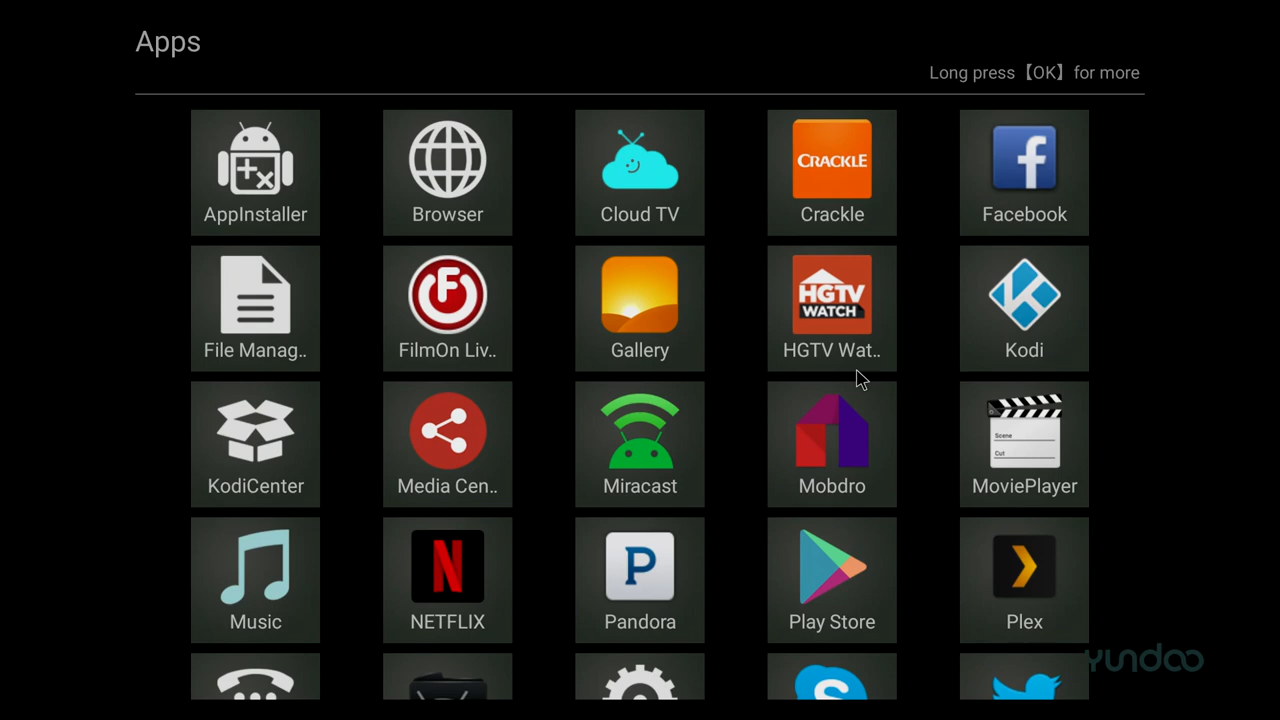 Apps
Long press【OK】for more
AppInstaller
Browser
CRACKLE
Cloud TV
Crackle
Facebook
HGTV
WATCH
File Manag..
FilmOn Liv..
Gallery
HGTV Wat..
Kodi
Scene
Cut
KodiCenter
Media Cen..
Miracast
Mobdro
MoviePlayer
Music
NETFLIX
Pandora
Play Store
Plex
yundoo